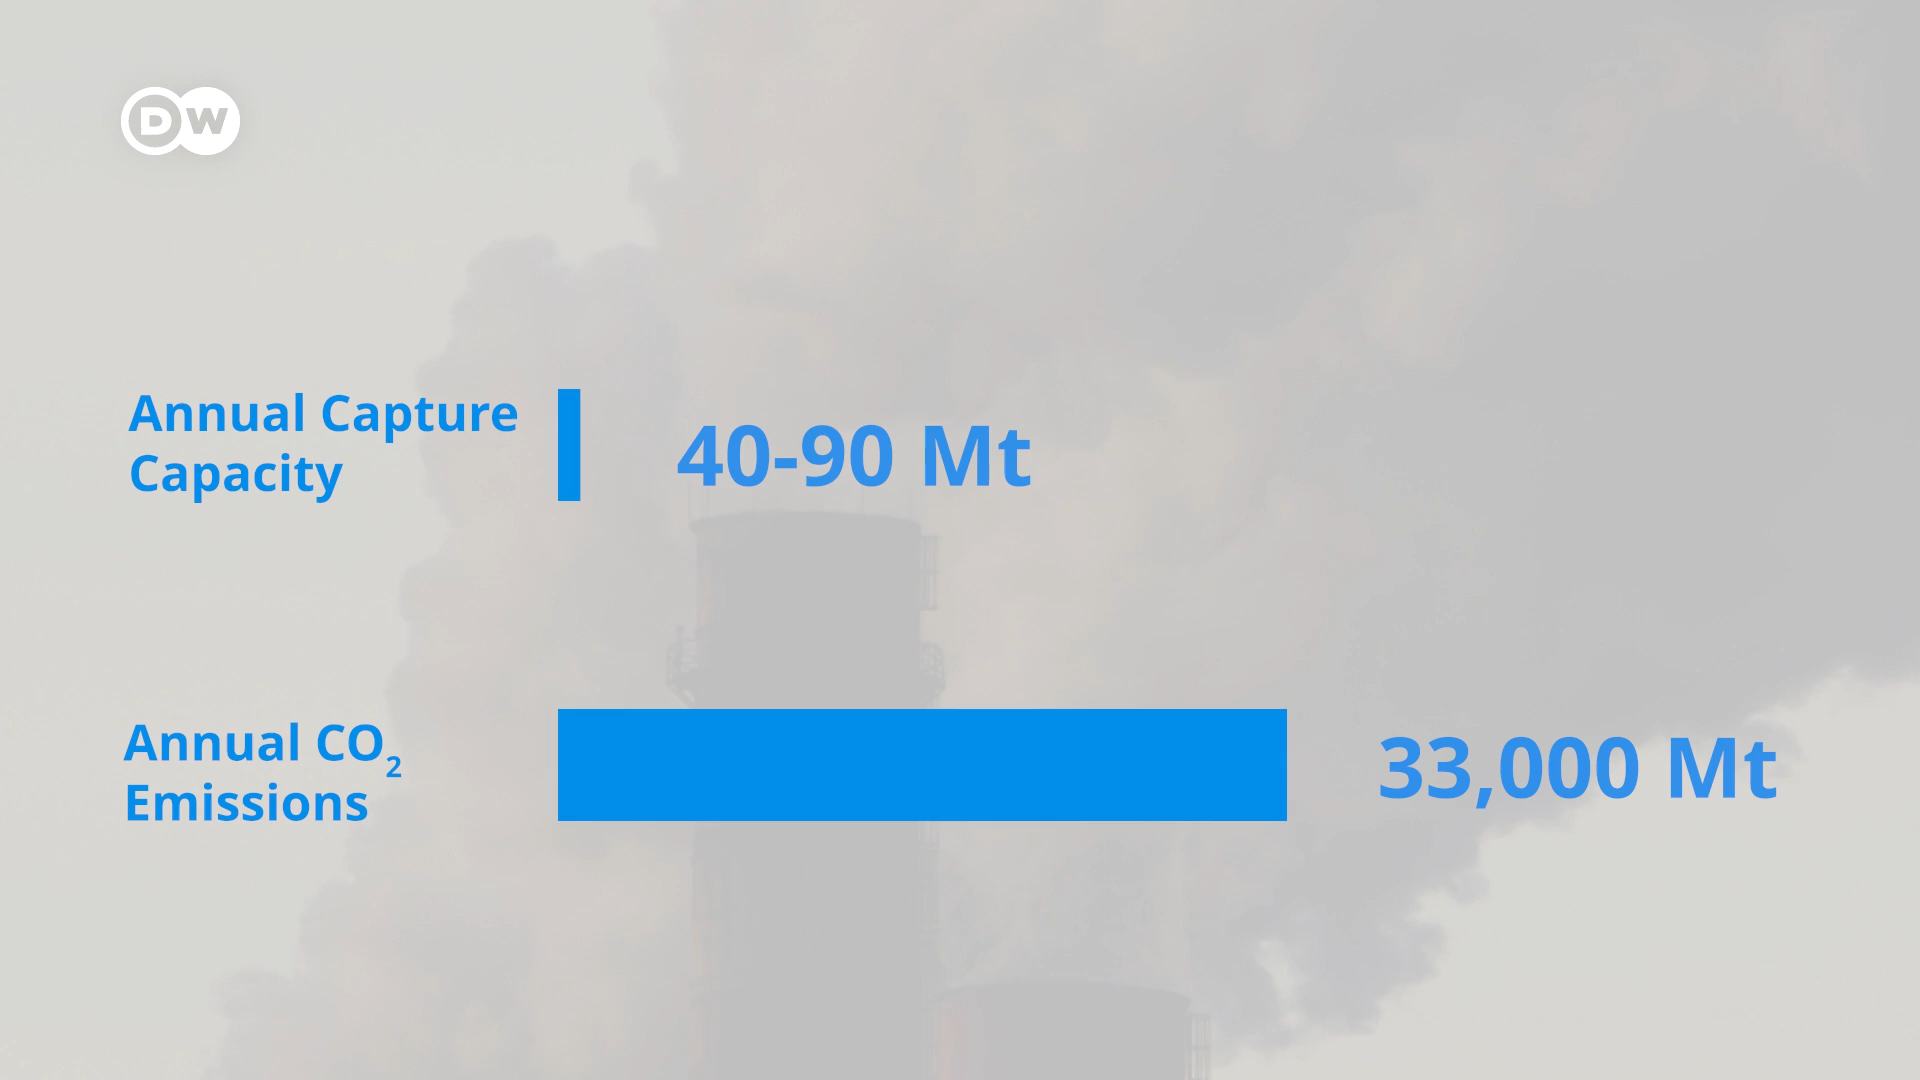 DW
Annual Capture
Capacity
40-90 Mt
Annual CO₂
Emissions
33,000 Mt